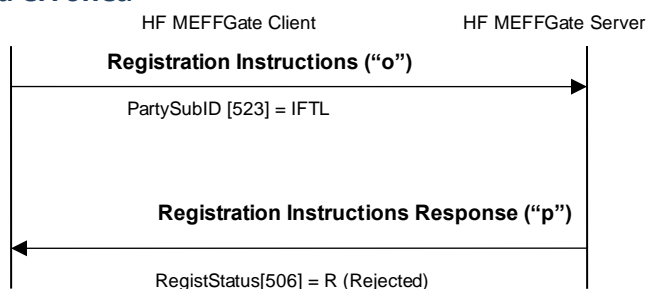 HF MEFFGate Client HF MEFFGate Server
Registration Instructions (“o”)
PartySubID [523] = IFTL
Registration Instructions Response (“p”)
RegistStatus[506] = R (Rejected)